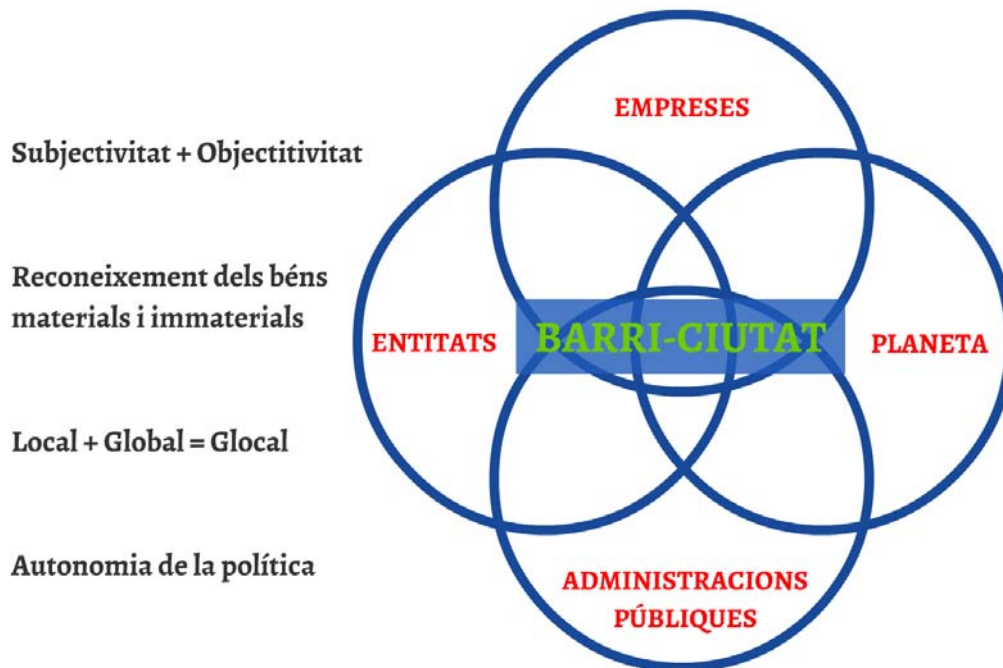 Subjectivitat + Objectitivitat
Reconeixement dels béns
materials i immaterials
Local + Global = Glocal
Autonomia de la política
EMPRESES
ENTITATS
BARRI-CIUTAT
PLANETA
ADMINISTRACIONS
PÚBLIQUES